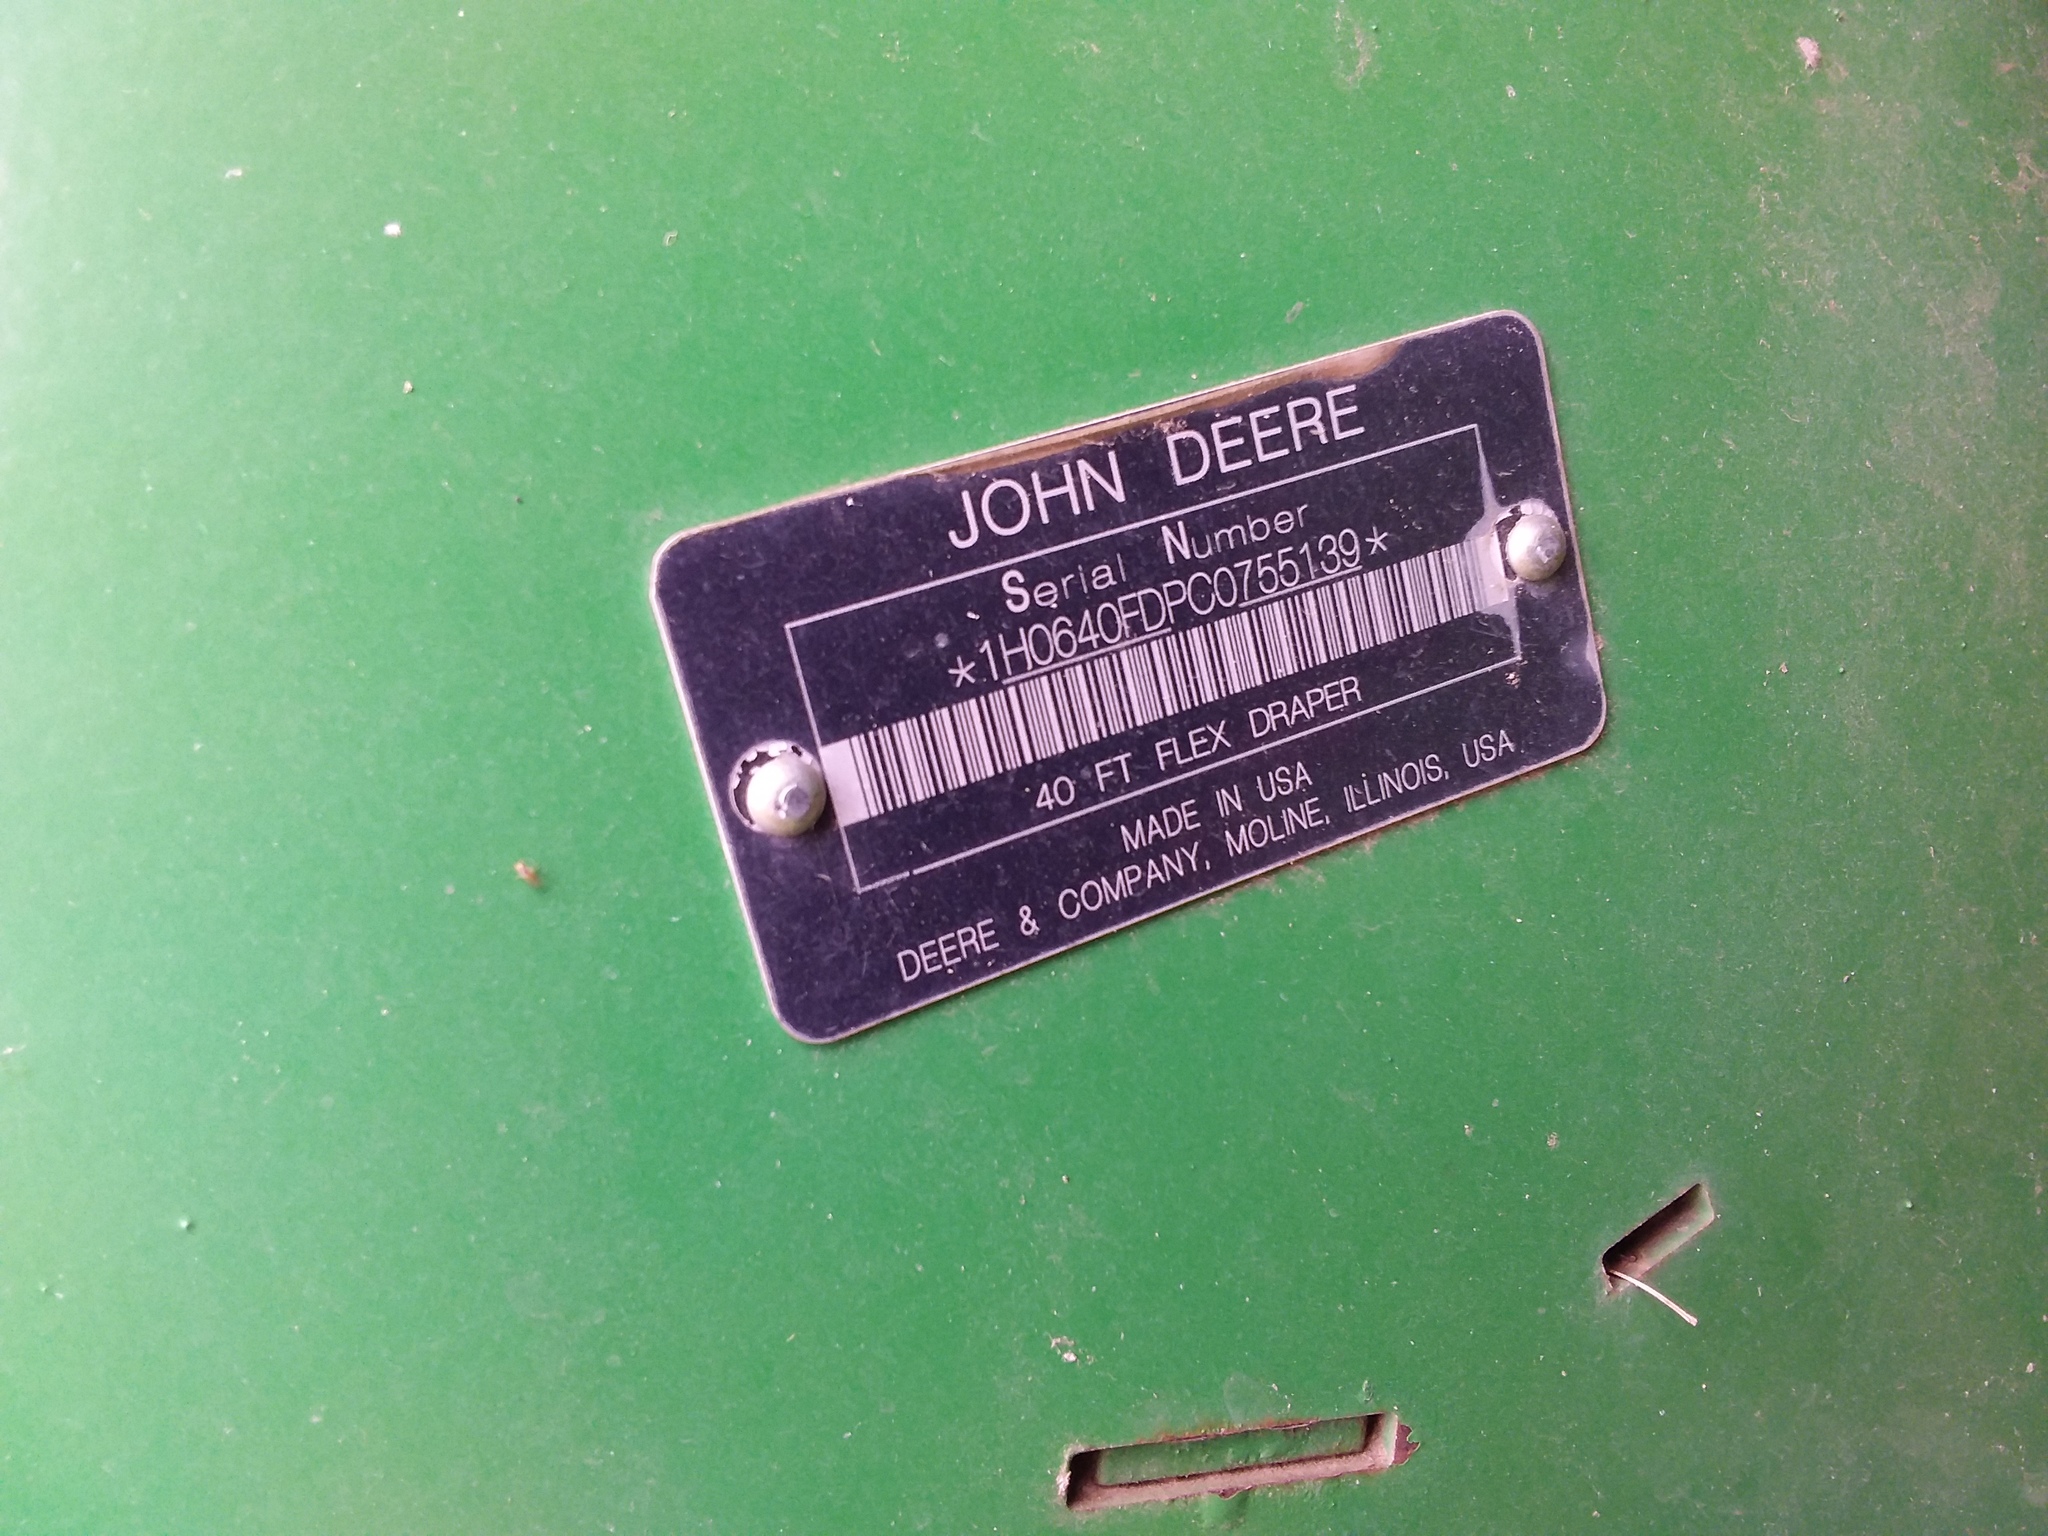 JOHN DEERE
Serial Number
*1H0640FDPC0755139*
40 FT FLEX DRAPER
MADE IN USA
DEERE & COMPANY, MOLINE, ILLINOIS, USA